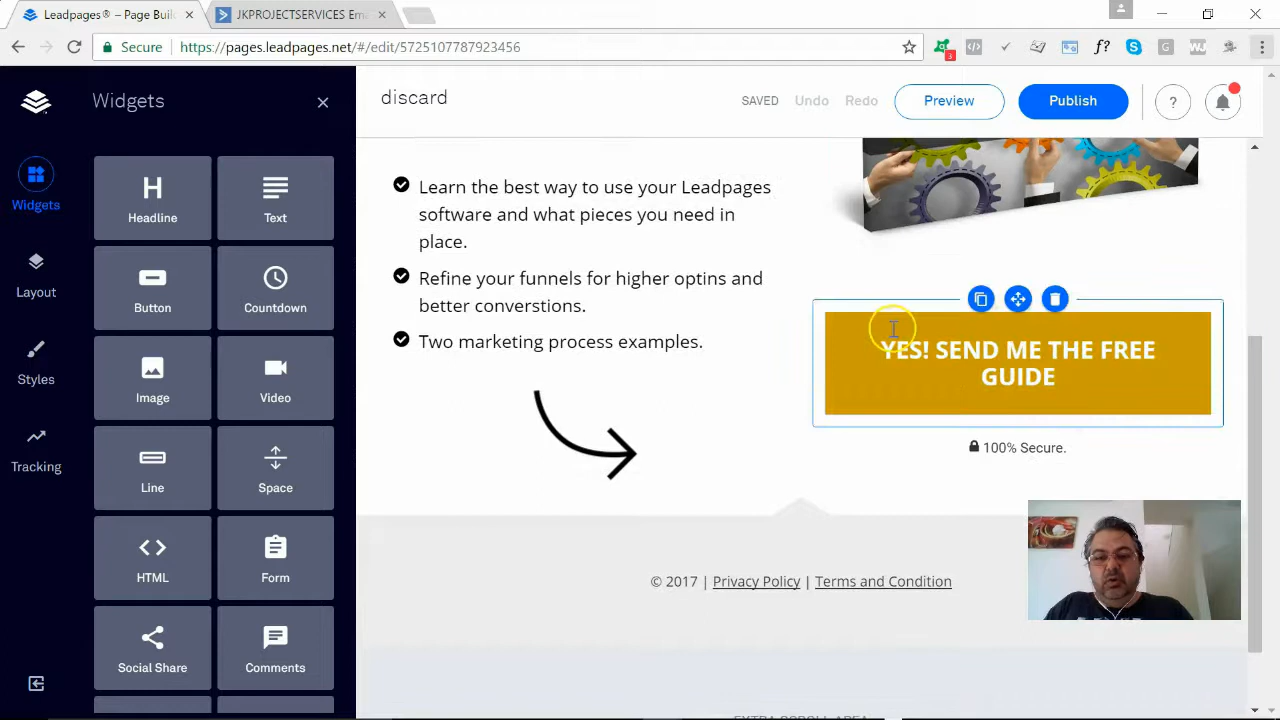 Leadpages® – Page Buil
JKPROJECTSERVICES Ema
Secure
https://pages.leadpages.net/#/edit/5725107787923456
3
f?
Widgets
discard
SAVED
Undo
Redo
Preview
Publish
?
Widgets
Layout
Styles
Tracking
H
Headline
Text
Button
Countdown
Image
Video
Line
Space
HTML
Form
Social Share
Comments
Learn the best way to use your Leadpages
software and what pieces you need in
place.
Refine your funnels for higher optins and
better converstions.
Two marketing process examples.
YES! SEND ME THE FREE
GUIDE
100% Secure.
© 2017 | Privacy Policy | Terms and Condition